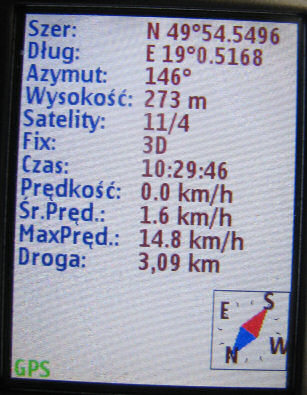 Szer: N 49°54.5496
Dług: E 19°0.5168
Azymut: 146°
Wysokość: 273 m
Satelity: 11/4
Fix: 3D
Czas: 10:29:46
Prędkość: 0.0 km/h
Śr.Pręd.: 1.6 km/h
MaxPręd.: 14.8 km/h
Droga: 3,09 km
E S
N W
GPS